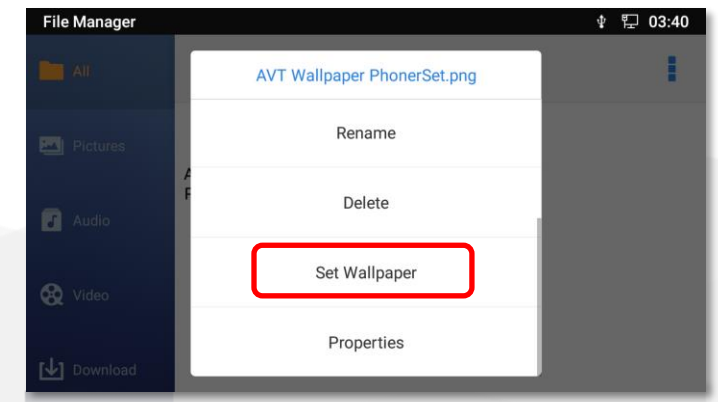 File Manager
03:40
All
AVT Wallpaper PhonerSet.png
Rename
Pictures
Delete
Audio
Set Wallpaper
Video
Properties
Download